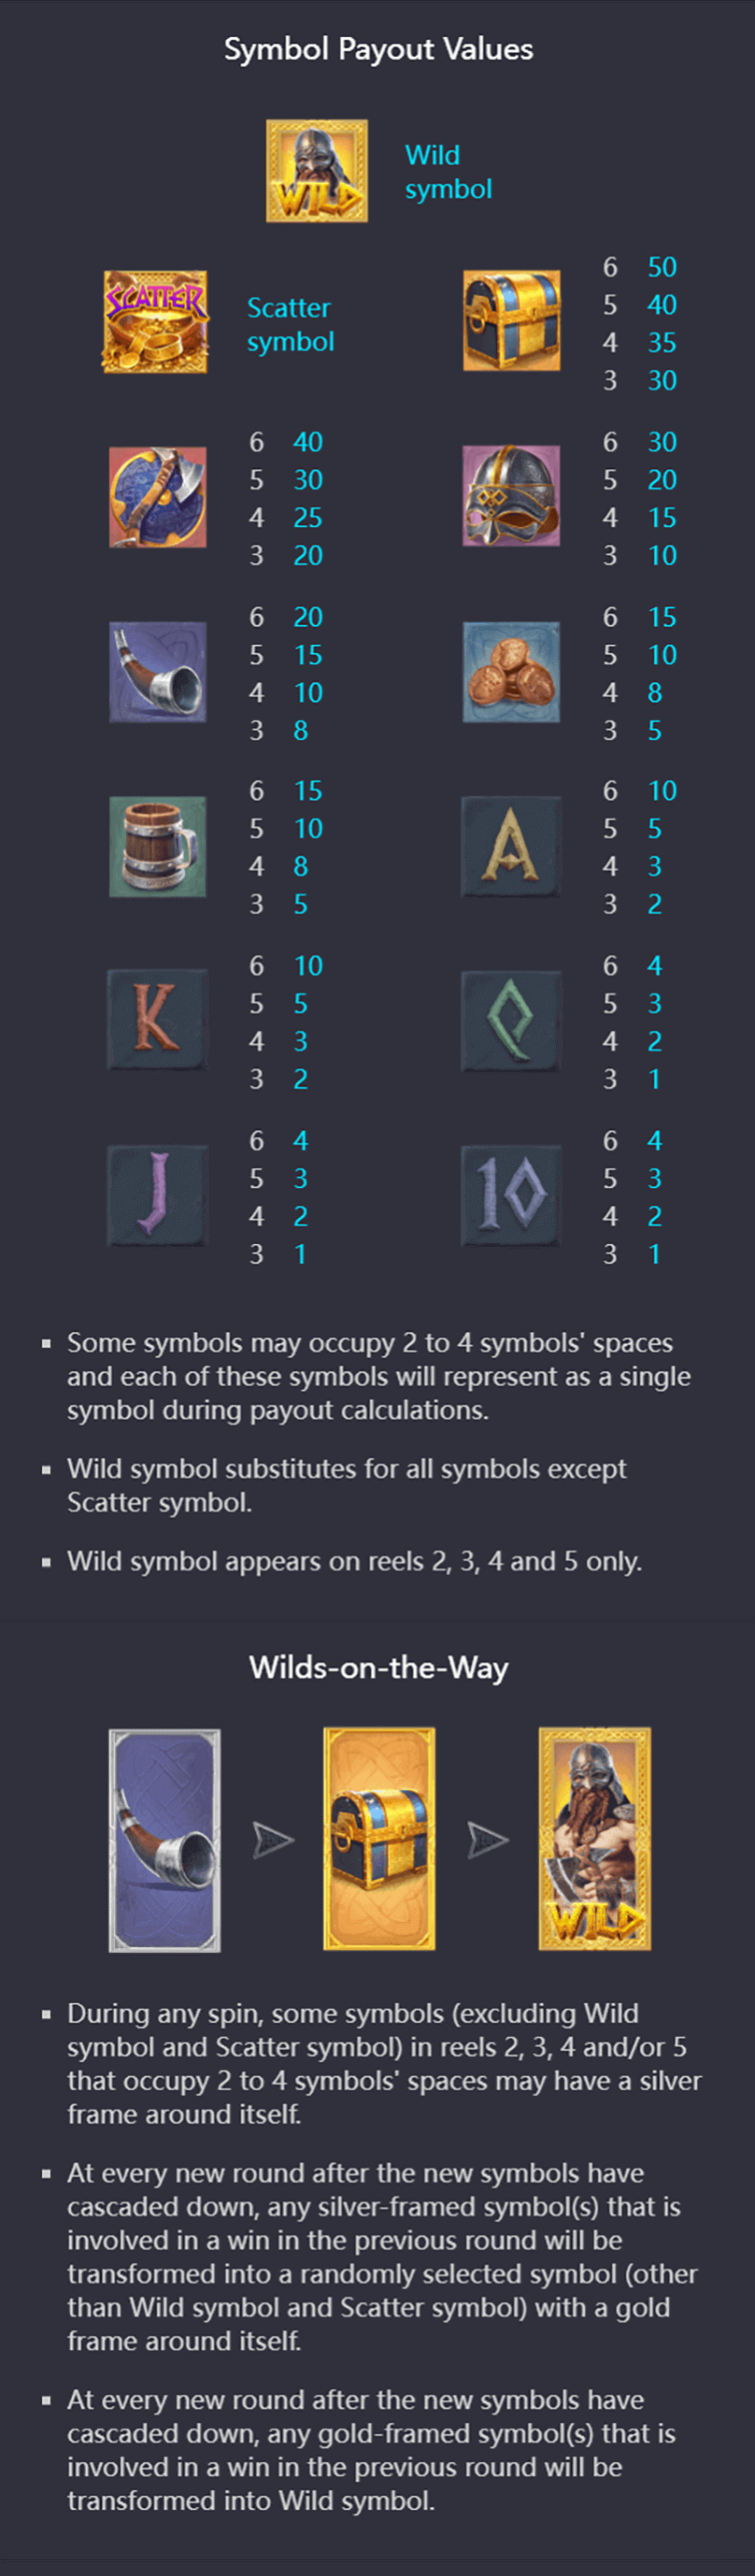 Symbol Payout Values
WILD
Wild
symbol
SCATTER
Scatter
symbol
6 50
5 40
4 35
3 30
6 40
5 30
4 25
3 20
6 30
5 20
4 15
3 10
6 20
5 15
4 10
3 8
6 15
5 10
4 8
3 5
6 15
5 10
4 8
3 5
A
6 10
5 5
4 3
3 2
K
6 10
5 5
4 3
3 2
Q
6 4
5 3
4 2
3 1
J
6 4
5 3
4 2
3 1
10
6 4
5 3
4 2
3 1
▪ Some symbols may occupy 2 to 4 symbols' spaces
and each of these symbols will represent as a single
symbol during payout calculations.
▪ Wild symbol substitutes for all symbols except
Scatter symbol.
▪ Wild symbol appears on reels 2, 3, 4 and 5 only.
Wilds-on-the-Way
WILD
▪ During any spin, some symbols (excluding Wild
symbol and Scatter symbol) in reels 2, 3, 4 and/or 5
that occupy 2 to 4 symbols' spaces may have a silver
frame around itself.
▪ At every new round after the new symbols have
cascaded down, any silver-framed symbol(s) that is
involved in a win in the previous round will be
transformed into a randomly selected symbol (other
than Wild symbol and Scatter symbol) with a gold
frame around itself.
▪ At every new round after the new symbols have
cascaded down, any gold-framed symbol(s) that is
involved in a win in the previous round will be
transformed into Wild symbol.